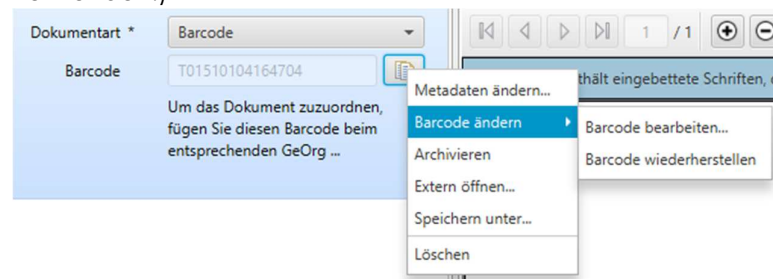 Dokumentart *
Barcode
1 / 1
Barcode
T01510104164704
Um das Dokument zuzuordnen,
fügen Sie diesen Barcode beim
entsprechenden GeOrg ...
thält eingebettete Schriften,
Metadaten ändern...
Barcode ändern
Archivieren
Extern öffnen...
Speichern unter...
Löschen
Barcode bearbeiten...
Barcode wiederherstellen